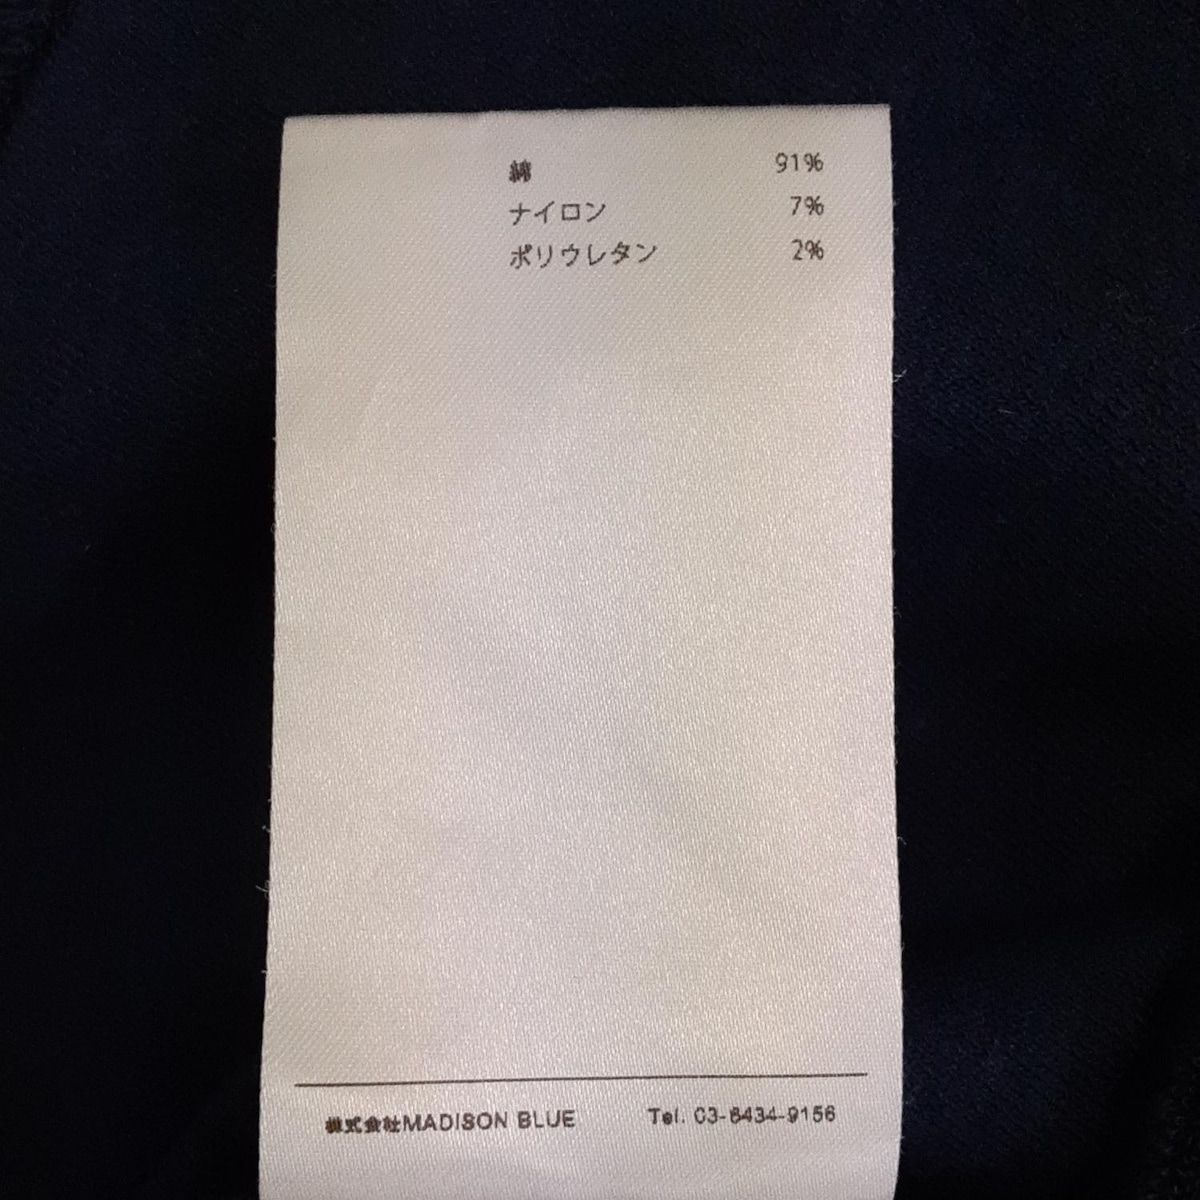 綿 91%
ナイロン 7%
ポリウレタン 2%
株式会社MADISON BLUE Tel. 03-6434-9156